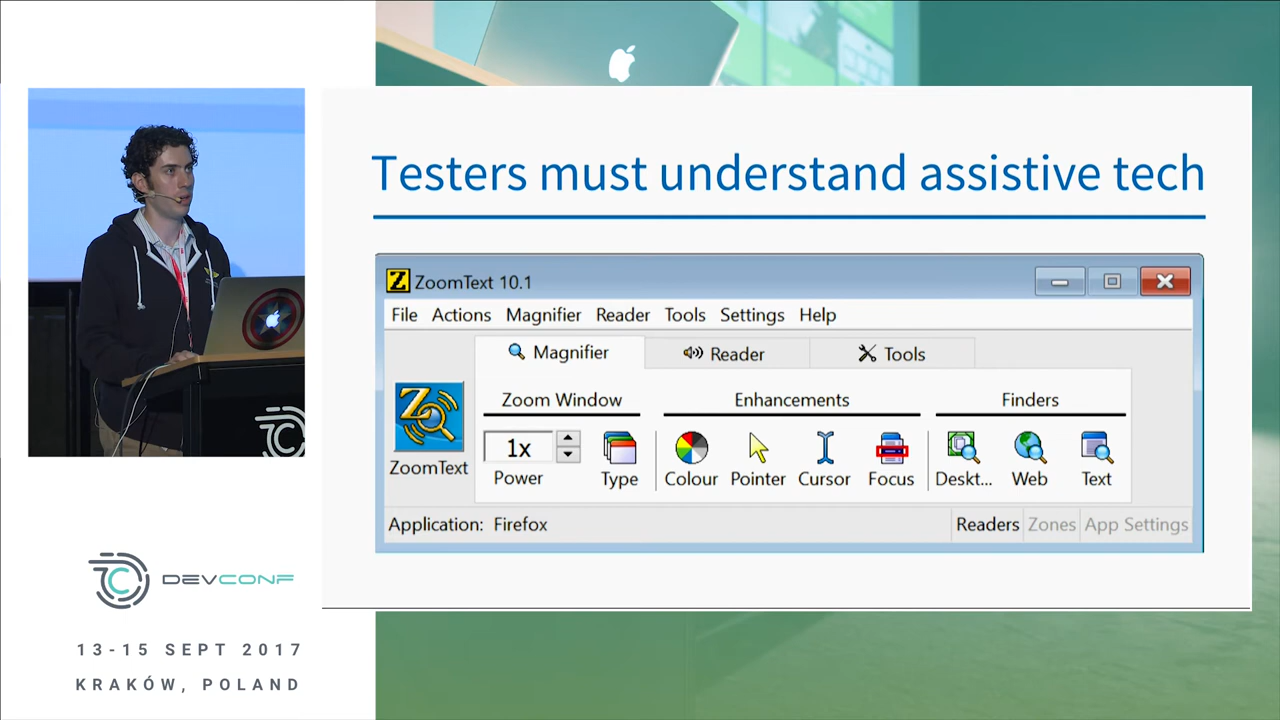 Testers must understand assistive tech
ZoomText 10.1
File Actions Magnifier Reader Tools Settings Help
Magnifier Reader Tools
Zoom Window Enhancements Finders
1x
ZoomText Power Type Colour Pointer Cursor Focus Deskt... Web Text
Application: Firefox Readers Zones App Settings
DEVCONF
13-15 SEPT 2017
KRAKÓW, POLAND